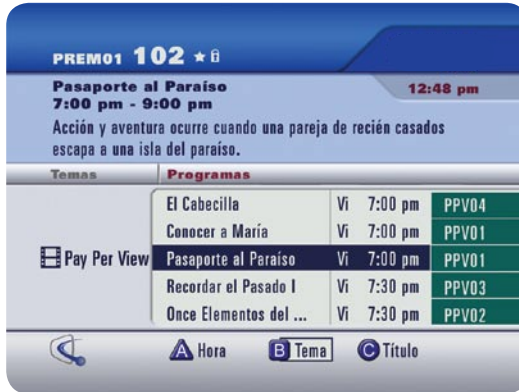 PREM01 102
Pasaporte al Paraíso
12:48 pm
7:00 pm - 9:00 pm
Acción y aventura ocurre cuando una pareja de recién casados
escapa a una isla del paraíso.
Temas Programas
El Cabecilla Vi 7:00 pm PPV04
Conocer a María Vi 7:00 pm PPV01
Pay Per View Pasaporte al Paraíso Vi 7:00 pm PPV01
Recordar el Pasado I Vi 7:30 pm PPV03
Once Elementos del ... Vi 7:30 pm PPV02
A Hora B Tema C Título